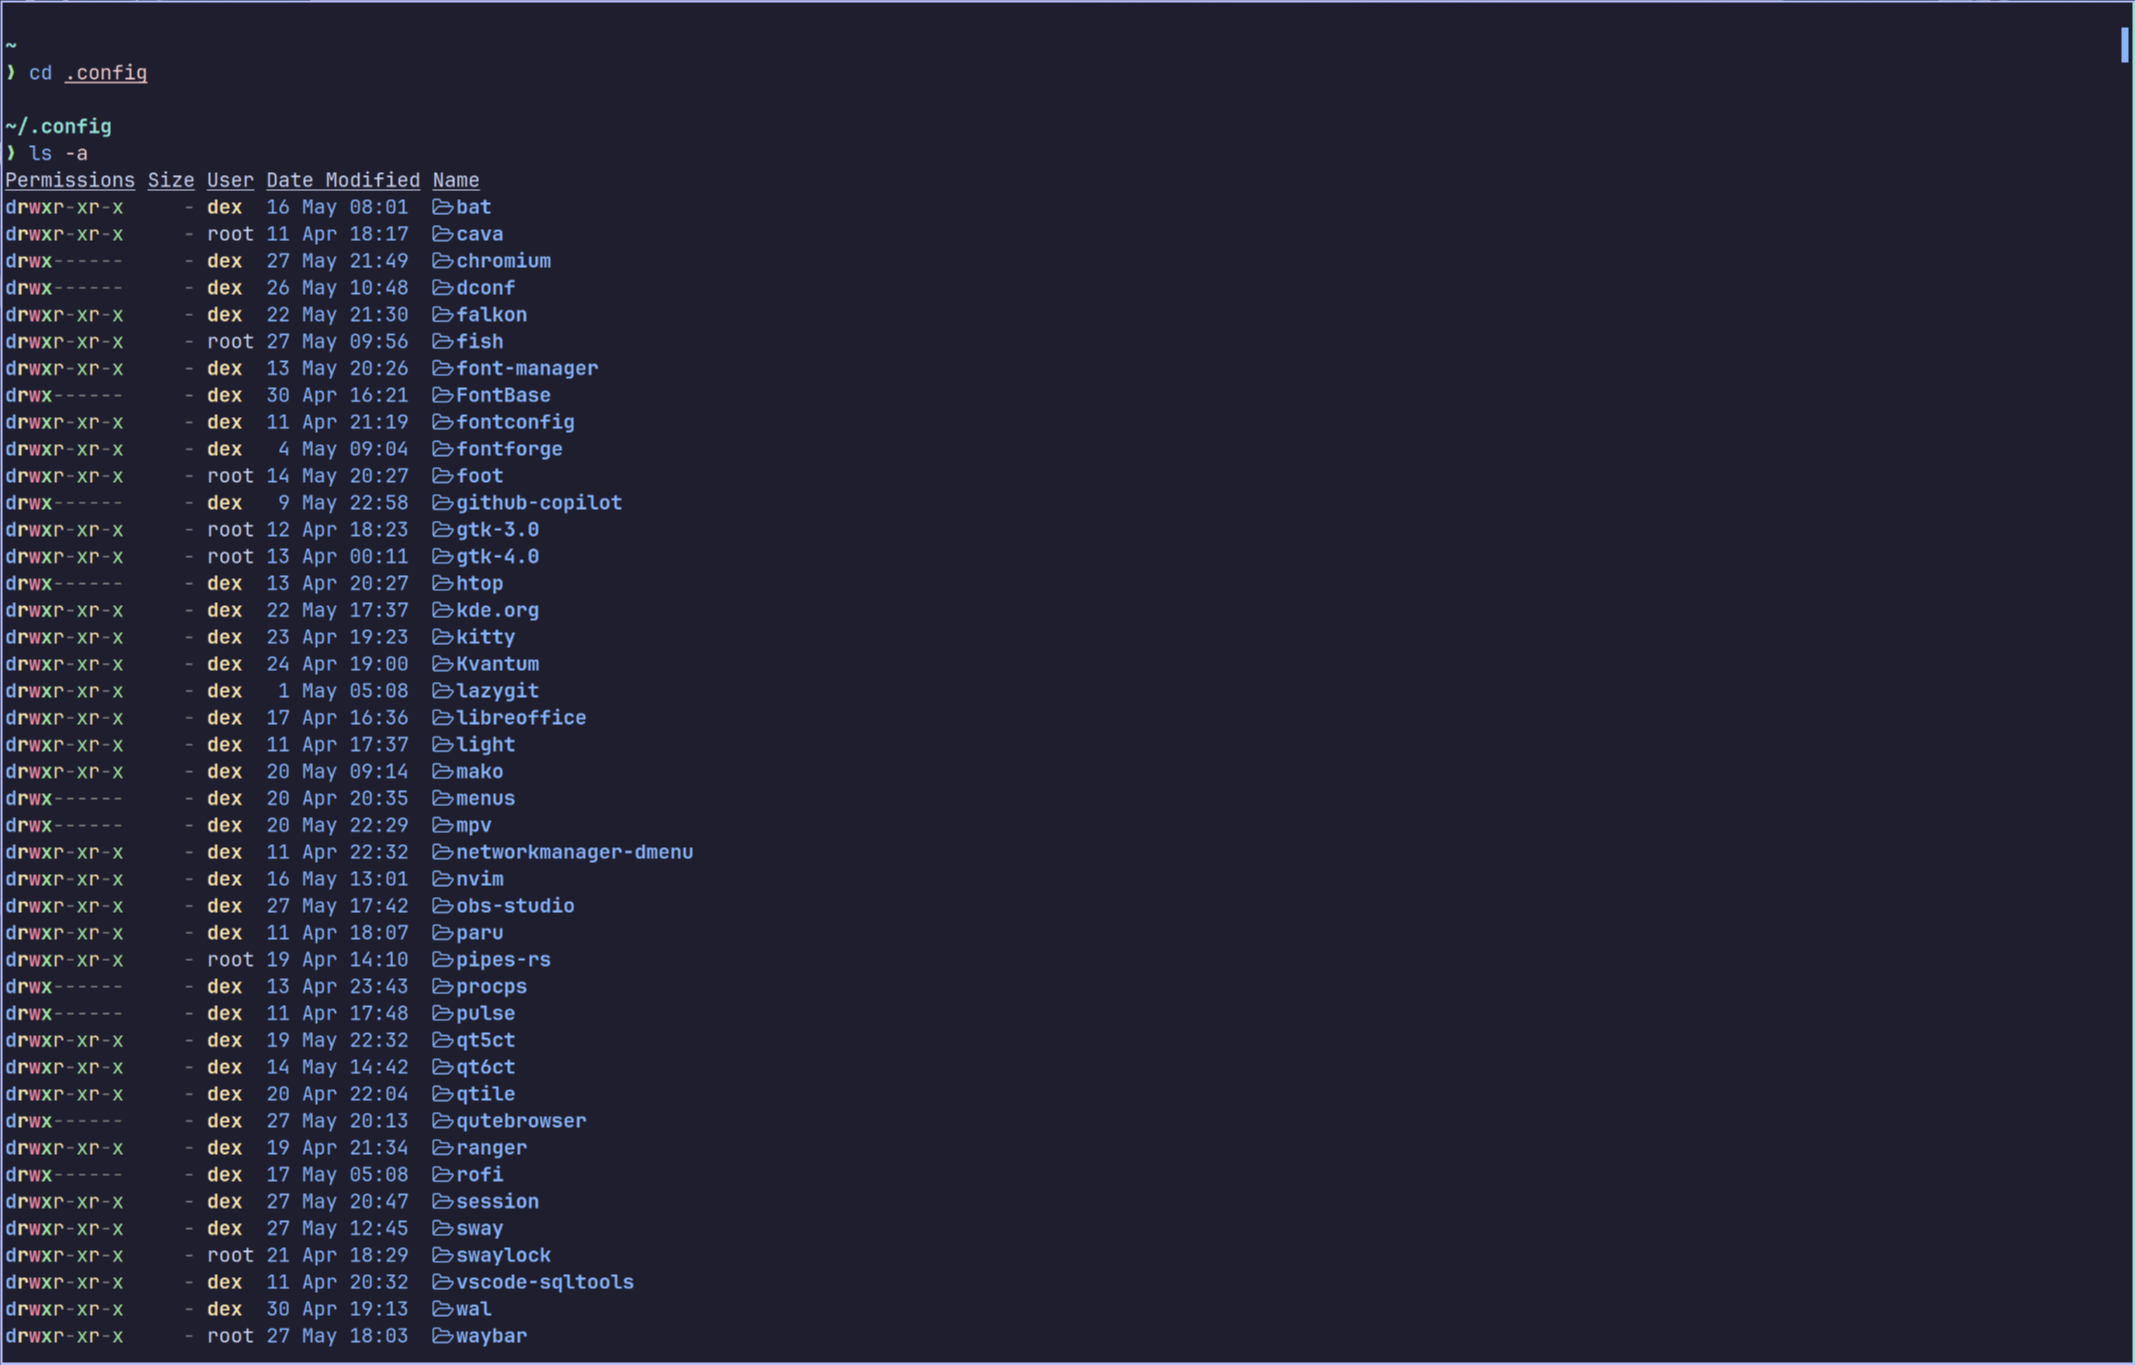 ~
❯ cd .config
~/.config
❯ ls -a
Permissions Size User Date Modified Name
drwxr-xr-x - dex 16 May 08:01 bat
drwxr-xr-x - root 11 Apr 18:17 cava
drwx------ - dex 27 May 21:49 chromium
drwx------ - dex 26 May 10:48 dconf
drwxr-xr-x - dex 22 May 21:30 falkon
drwxr-xr-x - root 27 May 09:56 fish
drwxr-xr-x - dex 13 May 20:26 font-manager
drwx------ - dex 30 Apr 16:21 FontBase
drwxr-xr-x - dex 11 Apr 21:19 fontconfig
drwxr-xr-x - dex 4 May 09:04 fontforge
drwxr-xr-x - root 14 May 20:27 foot
drwx------ - dex 9 May 22:58 github-copilot
drwxr-xr-x - root 12 Apr 18:23 gtk-3.0
drwxr-xr-x - root 13 Apr 00:11 gtk-4.0
drwx------ - dex 13 Apr 20:27 htop
drwxr-xr-x - dex 22 May 17:37 kde.org
drwxr-xr-x - dex 23 Apr 19:23 kitty
drwxr-xr-x - dex 24 Apr 19:00 Kvantum
drwxr-xr-x - dex 1 May 05:08 lazygit
drwxr-xr-x - dex 17 Apr 16:36 libreoffice
drwxr-xr-x - dex 11 Apr 17:37 light
drwxr-xr-x - dex 20 May 09:14 mako
drwx------ - dex 20 Apr 20:35 menus
drwx------ - dex 20 May 22:29 mpv
drwxr-xr-x - dex 11 Apr 22:32 networkmanager-dmenu
drwxr-xr-x - dex 16 May 13:01 nvim
drwxr-xr-x - dex 27 May 17:42 obs-studio
drwxr-xr-x - dex 11 Apr 18:07 paru
drwxr-xr-x - root 19 Apr 14:10 pipes-rs
drwx------ - dex 13 Apr 23:43 procps
drwx------ - dex 11 Apr 17:48 pulse
drwxr-xr-x - dex 19 May 22:32 qt5ct
drwxr-xr-x - dex 14 May 14:42 qt6ct
drwxr-xr-x - dex 20 Apr 22:04 qtile
drwx------ - dex 27 May 20:13 qutebrowser
drwxr-xr-x - dex 19 Apr 21:34 ranger
drwx------ - dex 17 May 05:08 rofi
drwxr-xr-x - dex 27 May 20:47 session
drwxr-xr-x - dex 27 May 12:45 sway
drwxr-xr-x - root 21 Apr 18:29 swaylock
drwxr-xr-x - dex 11 Apr 20:32 vscode-sqltools
drwxr-xr-x - dex 30 Apr 19:13 wal
drwxr-xr-x - root 27 May 18:03 waybar